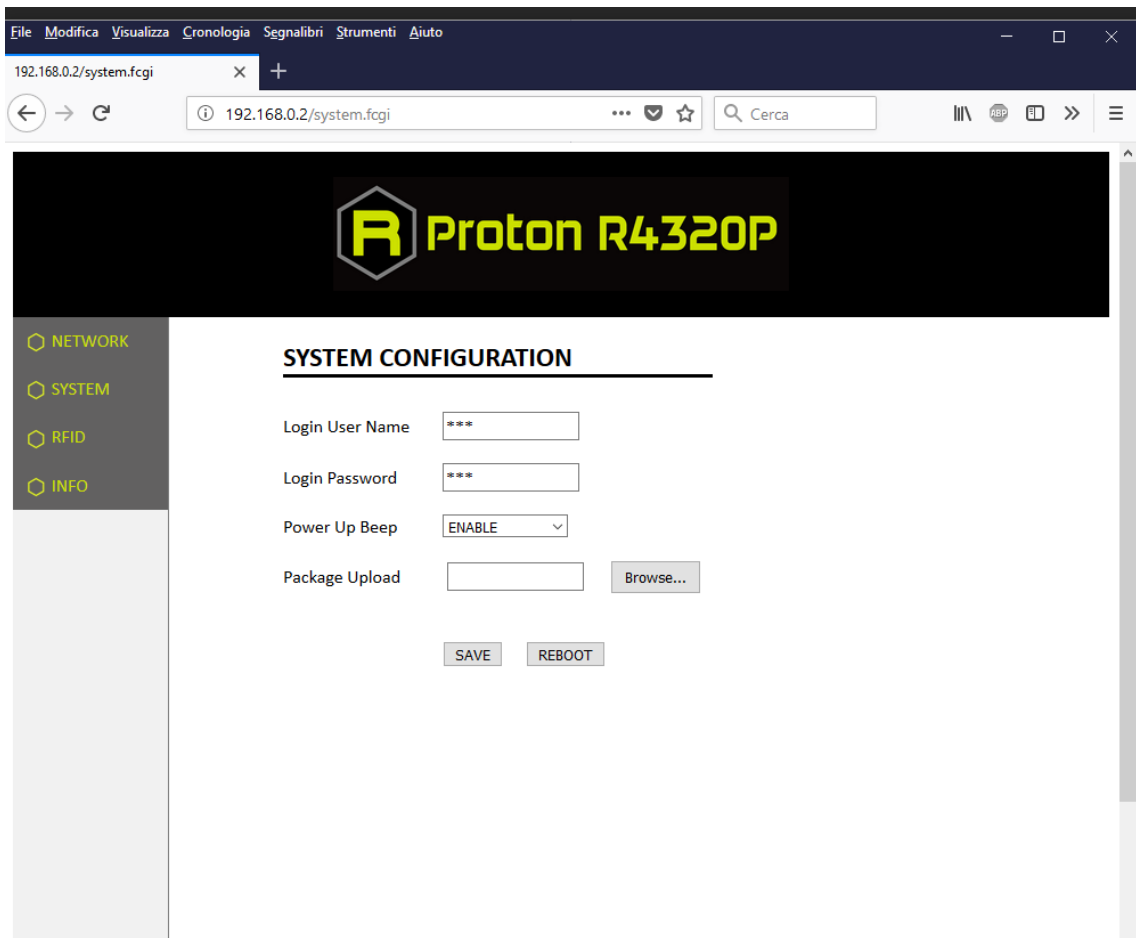 File Modifica Visualizza Cronologia Segnalibri Strumenti Aiuto
192.168.0.2/system.fcgi
192.168.0.2/system.fcgi
Cerca
ABP
R Proton R4320P
NETWORK
SYSTEM
RFID
INFO
SYSTEM CONFIGURATION
Login User Name ***
Login Password ***
Power Up Beep ENABLE
Package Upload Browse...
SAVE REBOOT